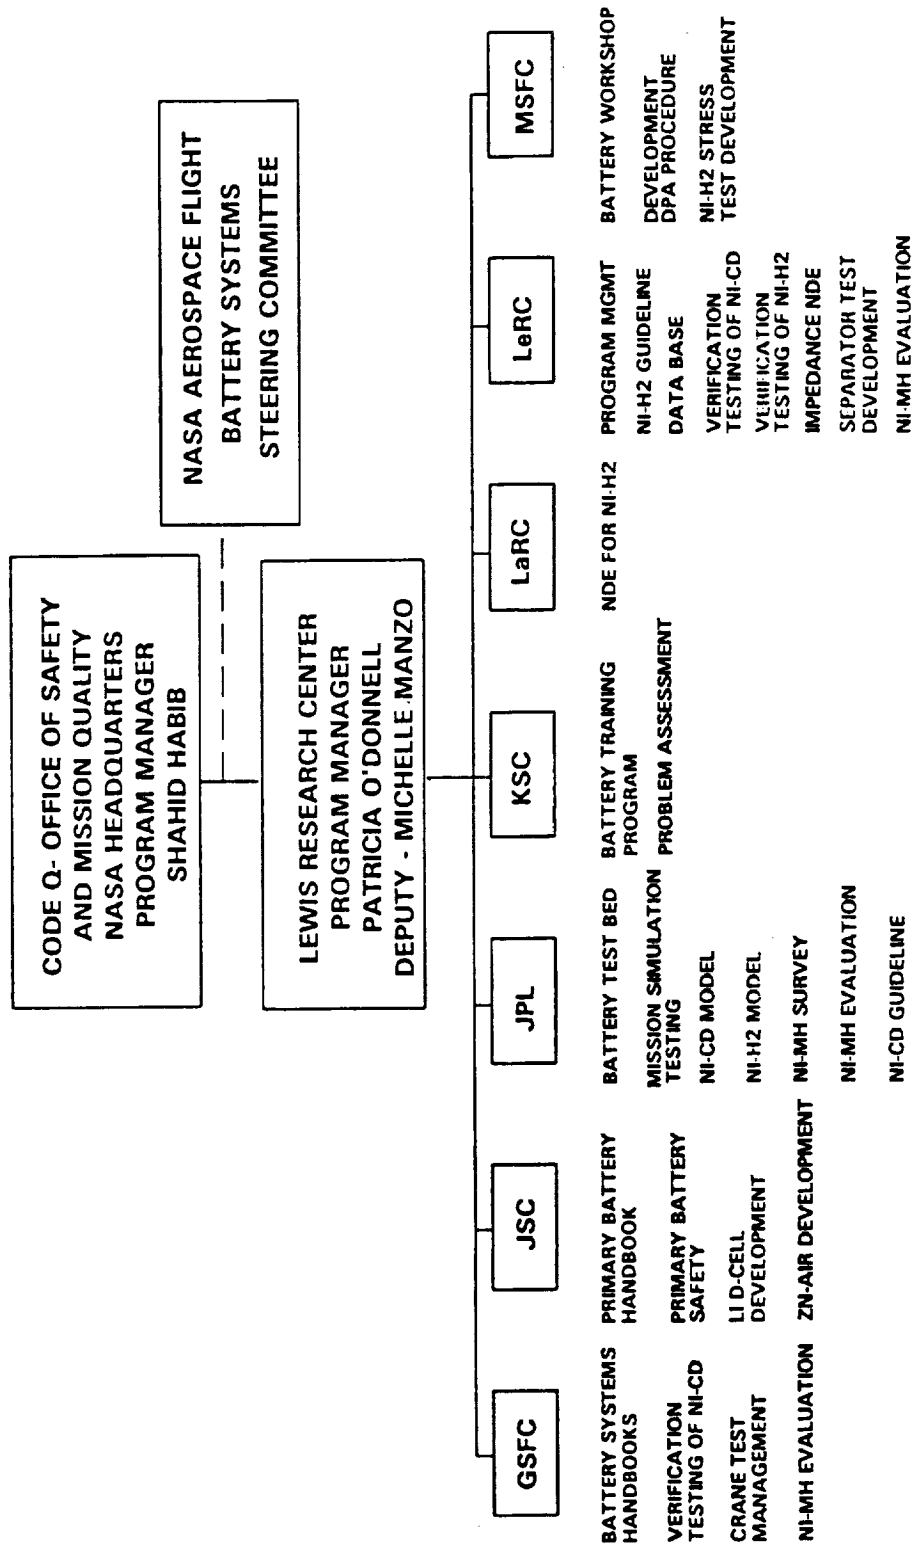 CODE Q- OFFICE OF SAFETY
AND MISSION QUALITY
NASA HEADQUARTERS
PROGRAM MANAGER
SHAHID HABIB
NASA AEROSPACE FLIGHT
BATTERY SYSTEMS
STEERING COMMITTEE
LEWIS RESEARCH CENTER
PROGRAM MANAGER
PATRICIA O'DONNELL
DEPUTY - MICHELLE MANZO
GSFC
BATTERY SYSTEMS
HANDBOOKS
VERIFICATION
TESTING OF NI-CD
CRANE TEST
MANAGEMENT
NI-MH EVALUATION
JSC
PRIMARY BATTERY
HANDBOOK
PRIMARY BATTERY
SAFETY
LI D-CELL
DEVELOPMENT
ZN-AIR DEVELOPMENT
JPL
BATTERY TEST BED
MISSION SIMULATION
TESTING
NI-CD MODEL
NI-H2 MODEL
NI-MH SURVEY
NI-MH EVALUATION
NI-CD GUIDELINE
KSC
BATTERY TRAINING
PROGRAM
PROBLEM ASSESSMENT
LaRC
NDE FOR NI-H2
LeRC
PROGRAM MGMT
NI-H2 GUIDELINE
DATA BASE
VERIFICATION
TESTING OF NI-CD
VERIFICATION
TESTING OF NI-H2
IMPEDANCE NDE
SEPARATOR TEST
DEVELOPMENT
NI-MH EVALUATION
MSFC
BATTERY WORKSHOP
DEVELOPMENT
DPA PROCEDURE
NI-H2 STRESS
TEST DEVELOPMENT